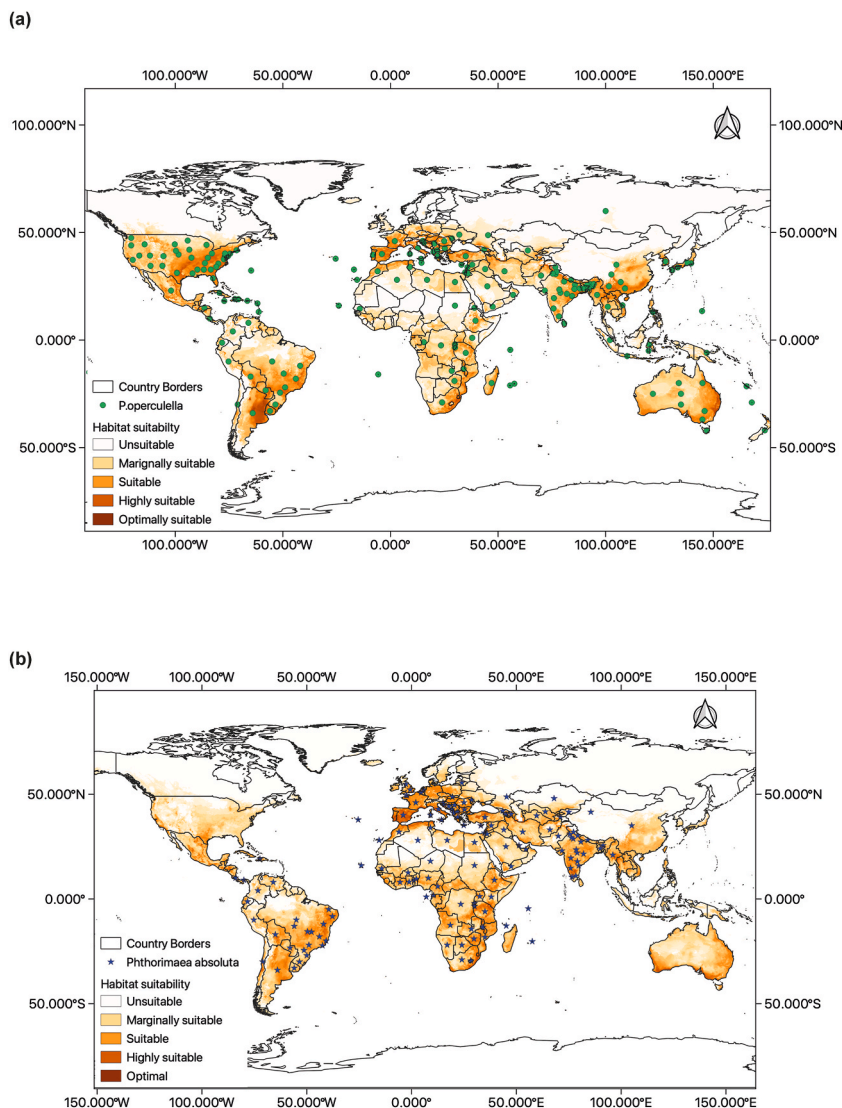 (a)
100.000°W 50.000°W 0.000° 50.000°E 100.000°E 150.000°E
100.000°N 100.000°N
50.000°N 50.000°N
0.000° 0.000°
Country Borders
P.operculella
Habitat suitabilty
50.000°S 50.000°S
Unsuitable
Marignally suitable
Suitable
Highly suitable
Optimally suitable
100.000°W 50.000°W 0.000° 50.000°E 100.000°E 150.000°E
(b)
150.000°W 100.000°W 50.000°W 0.000° 50.000°E 100.000°E 150.000°E
50.000°N 50.000°N
0.000° 0.000°
Country Borders
Phthorimaea absoluta
Habitat suitability
50.000°S 50.000°S
Unsuitable
Marginally suitable
Suitable
Highly suitable
Optimal
150.000°W 100.000°W 50.000°W 0.000° 50.000°E 100.000°E 150.000°E